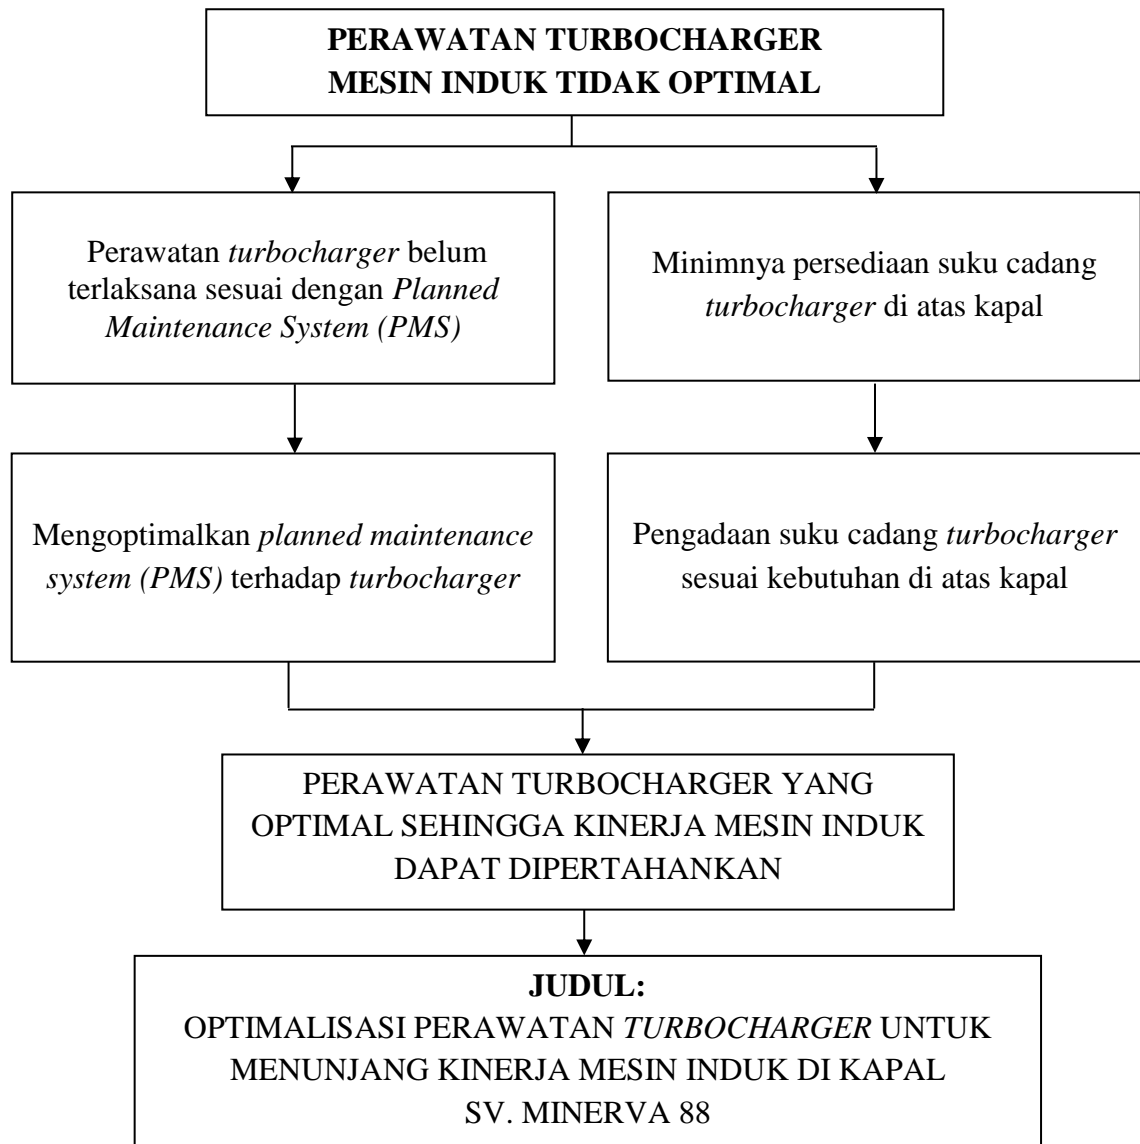 PERAWATAN TURBOCHARGER
MESIN INDUK TIDAK OPTIMAL
Perawatan turbocharger belum
terlaksana sesuai dengan Planned
Maintenance System (PMS)
Minimnya persediaan suku cadang
turbocharger di atas kapal
Mengoptimalkan planned maintenance
system (PMS) terhadap turbocharger
Pengadaan suku cadang turbocharger
sesuai kebutuhan di atas kapal
PERAWATAN TURBOCHARGER YANG
OPTIMAL SEHINGGA KINERJA MESIN INDUK
DAPAT DIPERTAHANKAN
JUDUL:
OPTIMALISASI PERAWATAN TURBOCHARGER UNTUK
MENUNJANG KINERJA MESIN INDUK DI KAPAL
SV. MINERVA 88